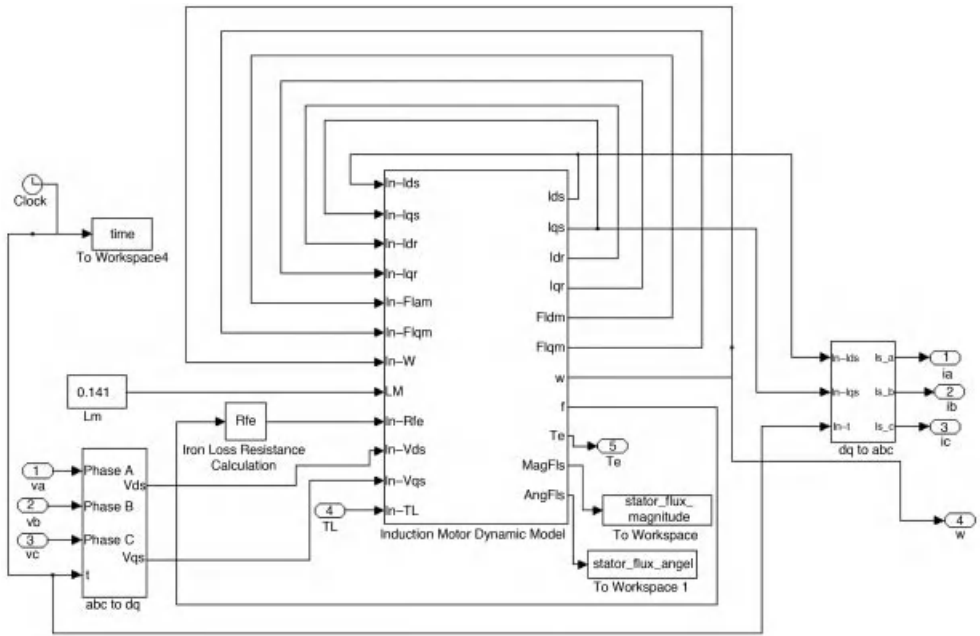 Clock
time
To Workspace4
0.141
Lm
Rfe
Iron Loss Resistance
Calculation
1
va
2
vb
3
vc
Phase A
Vds
Phase B
Phase C
Vqs
t
abc to dq
4
TL
In-Ids
In-Iqs
In-Idr
In-Iqr
In-Flam
In-Flqm
In-W
LM
In-Rfe
In-Vds
In-Vqs
In-TL
Ids
Iqs
Idr
Iqr
Fldm
Flqm
w
f
Te
MagFls
AngFls
Induction Motor Dynamic Model
5
Te
stator_flux_
magnitude
To Workspace
stator_flux_angel
To Workspace 1
In-Ids
In-Iqs
In-t
Is_a
Is_b
Is_c
dq to abc
1
ia
2
ib
3
ic
4
w